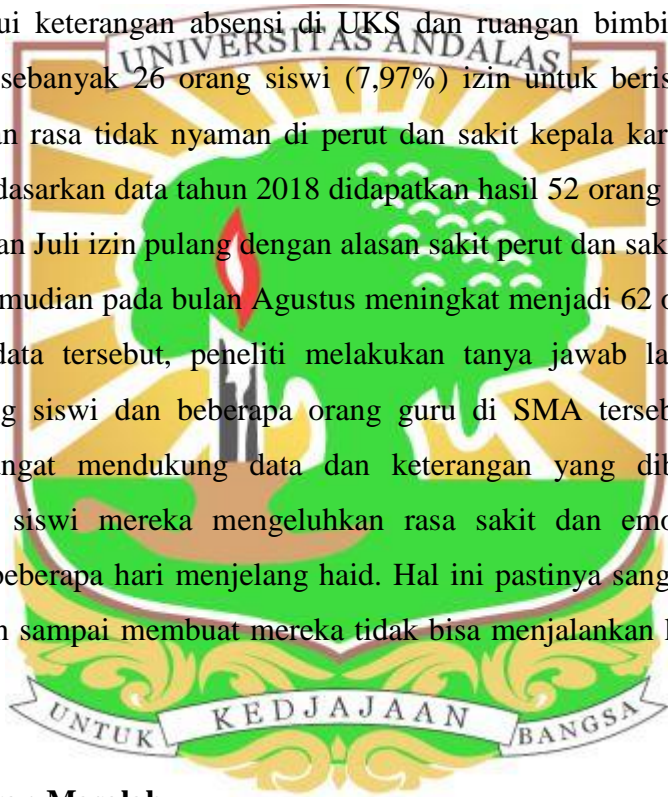 ui keterangan absensi di UKS dan ruangan bimbi
UNIVERSITAS ANDALAS
sebanyak 26 orang siswi (7,97%) izin untuk beris
n rasa tidak nyaman di perut dan sakit kepala kar
dasarkan data tahun 2018 didapatkan hasil 52 orang
an Juli izin pulang dengan alasan sakit perut dan sak
mudian pada bulan Agustus meningkat menjadi 62 o
data tersebut, peneliti melakukan tanya jawab la
g siswi dan beberapa orang guru di SMA terseb
angat mendukung data dan keterangan yang dib
siswi mereka mengeluhkan rasa sakit dan emo
beberapa hari menjelang haid. Hal ini pastinya sang
n sampai membuat mereka tidak bisa menjalankan
UNTUK KEDJAJAAN BANGSA